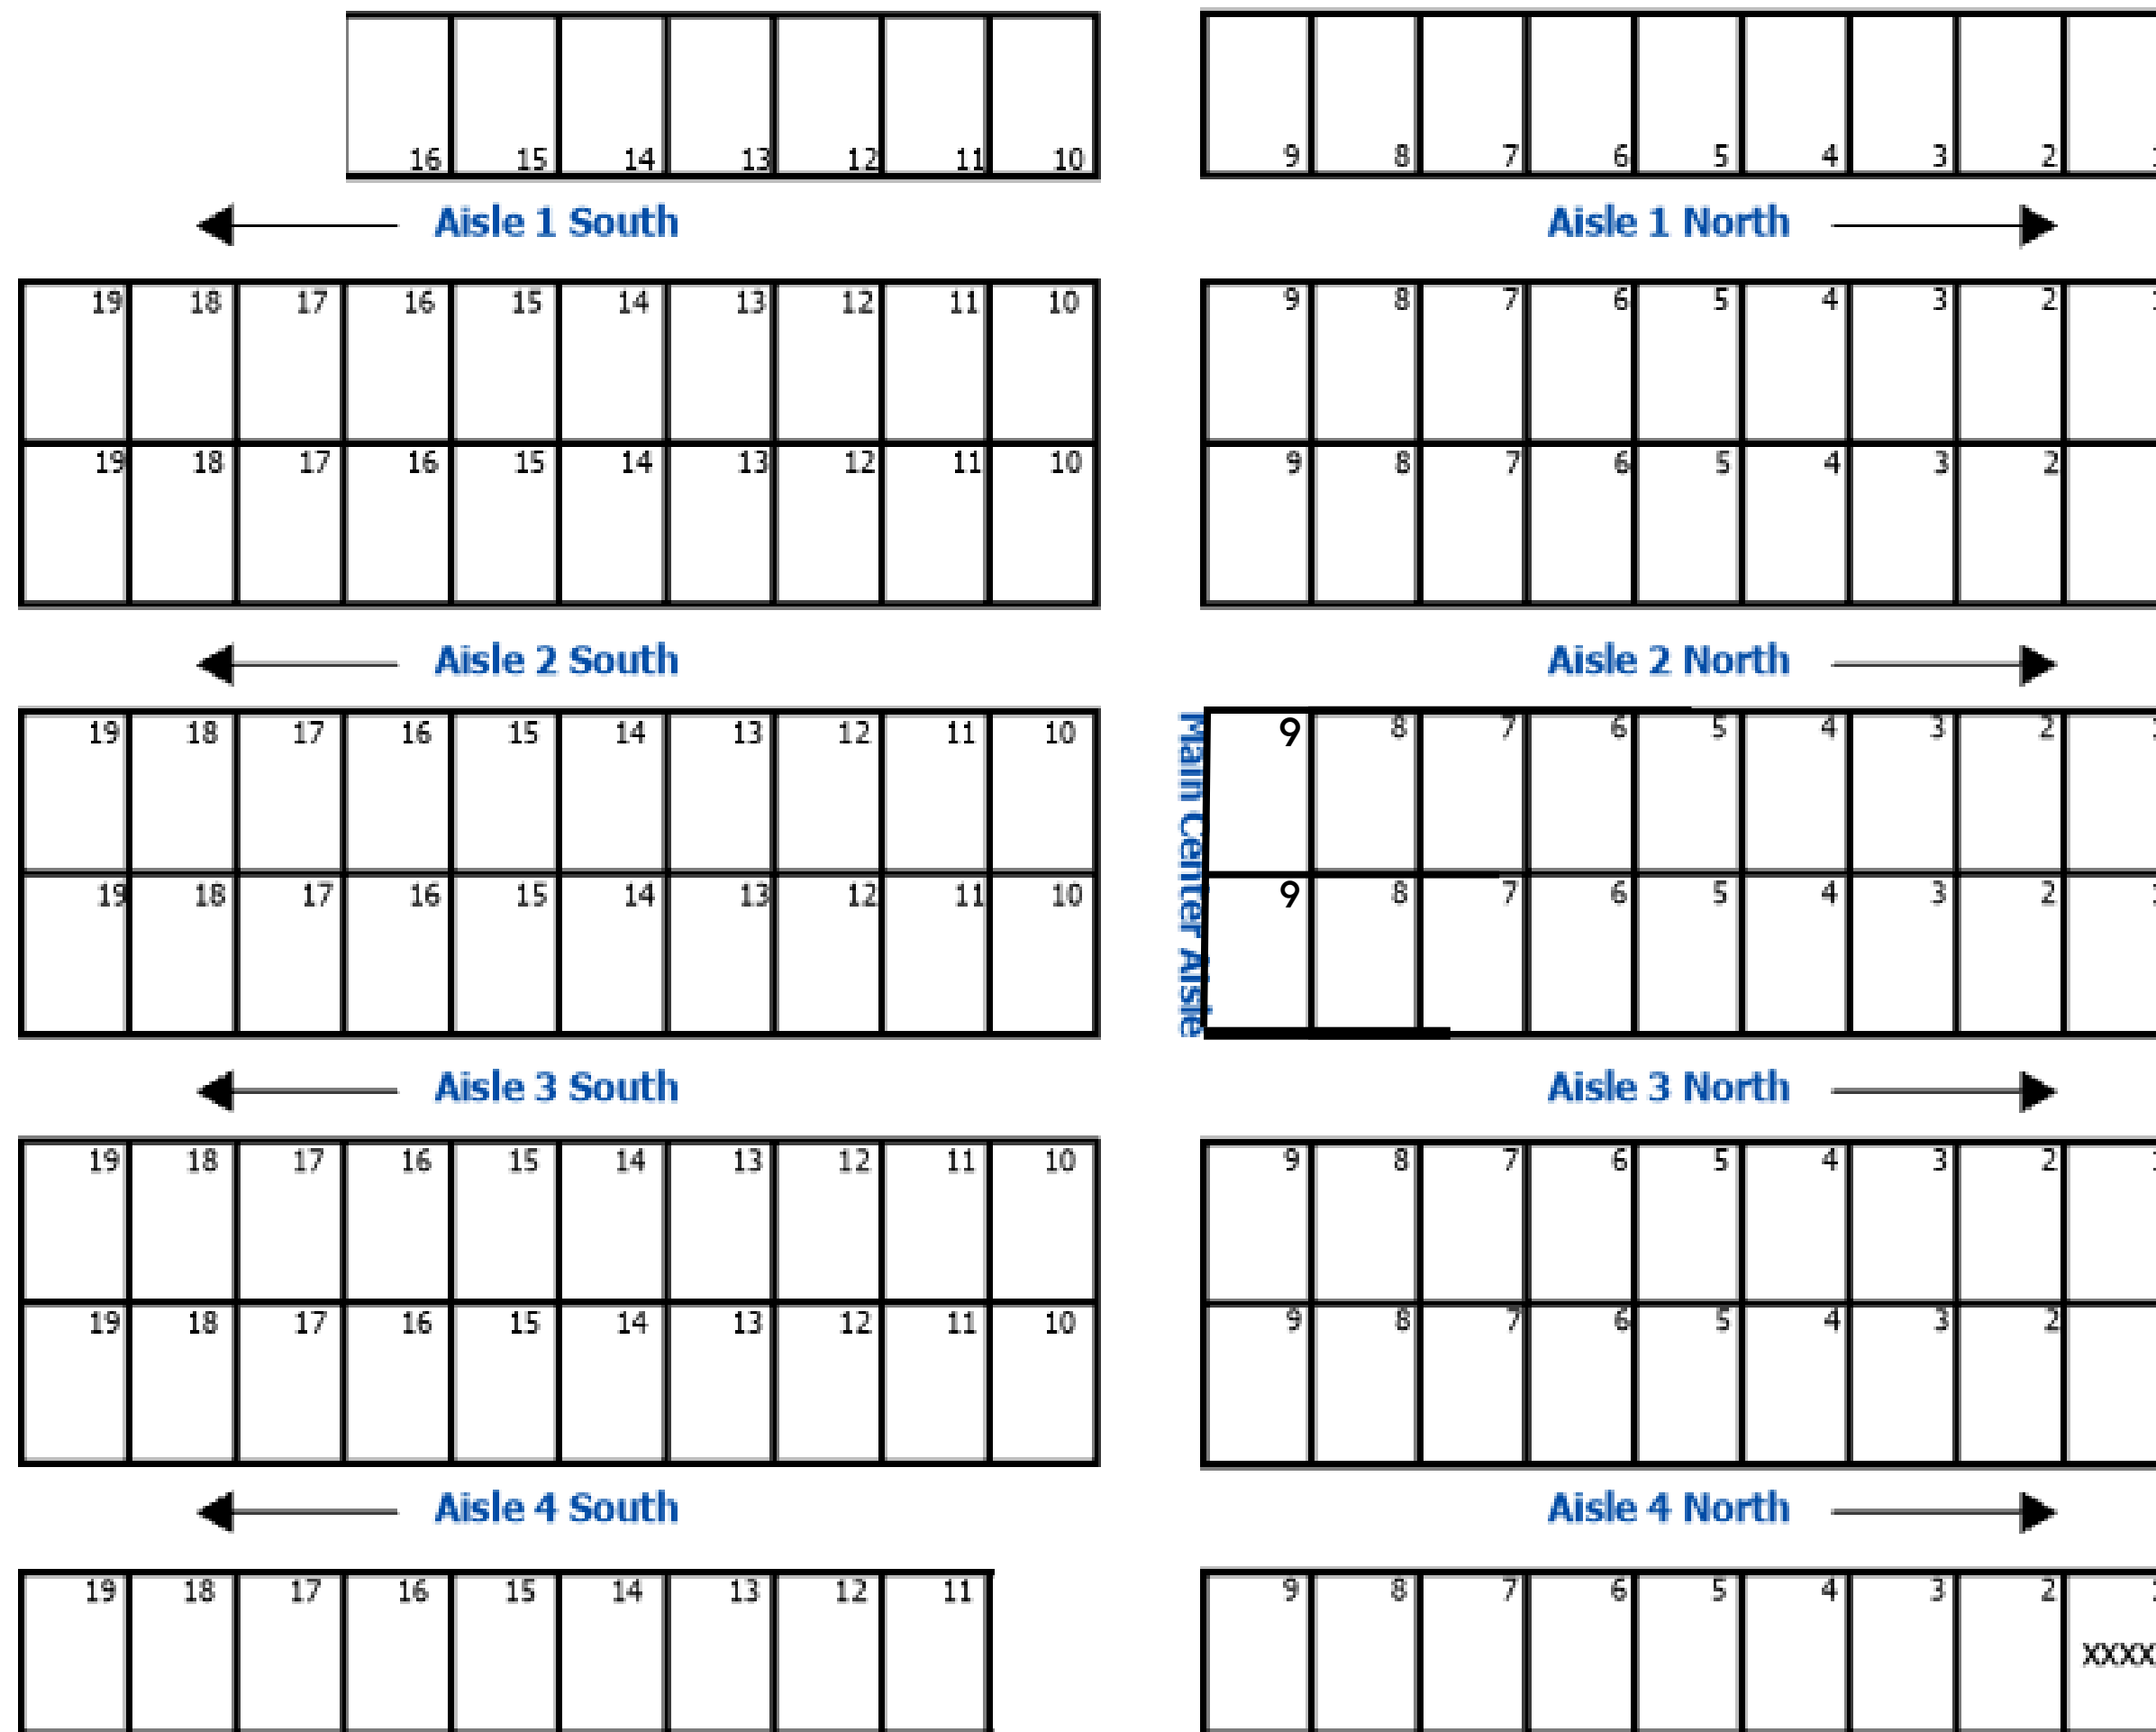 16 15 14 13 12 11 10 9 8 7 6 5 4 3 2
Aisle 1 South Aisle 1 North
19 18 17 16 15 14 13 12 11 10 9 8 7 6 5 4 3 2
19 18 17 16 15 14 13 12 11 10 9 8 7 6 5 4 3 2
Aisle 2 South Aisle 2 North
Main Center Aisle
19 18 17 16 15 14 13 12 11 10 9 8 7 6 5 4 3 2
19 18 17 16 15 14 13 12 11 10 9 8 7 6 5 4 3 2
Aisle 3 South Aisle 3 North
19 18 17 16 15 14 13 12 11 10 9 8 7 6 5 4 3 2
19 18 17 16 15 14 13 12 11 10 9 8 7 6 5 4 3 2
Aisle 4 South Aisle 4 North
19 18 17 16 15 14 13 12 11 9 8 7 6 5 4 3 2
xxxx